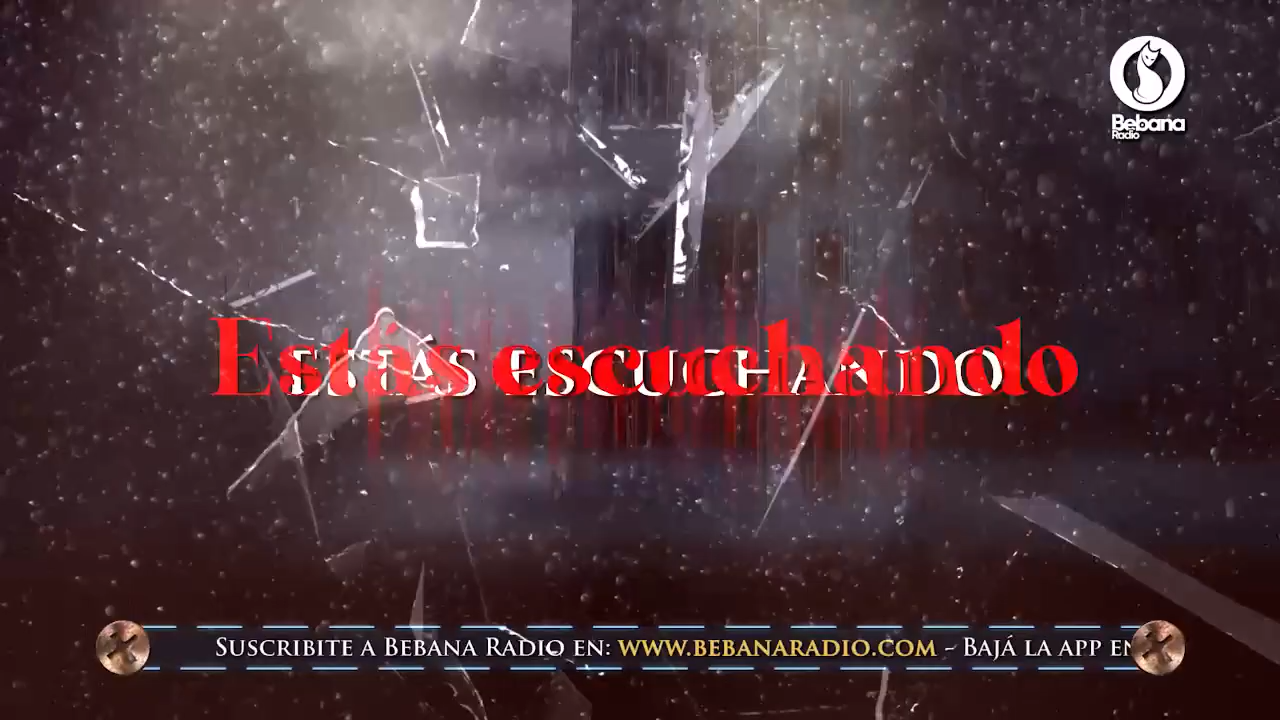 Bebana
Radio
Estás escuchando
ESTÁS ESCUCHANDO
Suscribite a Bebana Radio en: www.bebanaradio.com - Bajá la app en